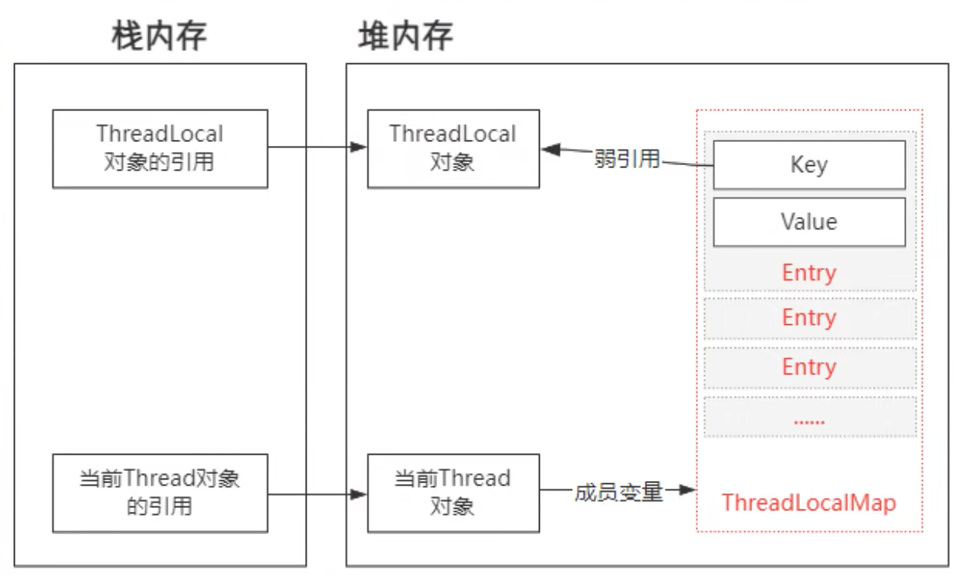 栈内存
堆内存
ThreadLocal
对象的引用
ThreadLocal
对象
弱引用
Key
Value
Entry
Entry
Entry
......
当前Thread对象
的引用
当前Thread
对象
成员变量
ThreadLocalMap